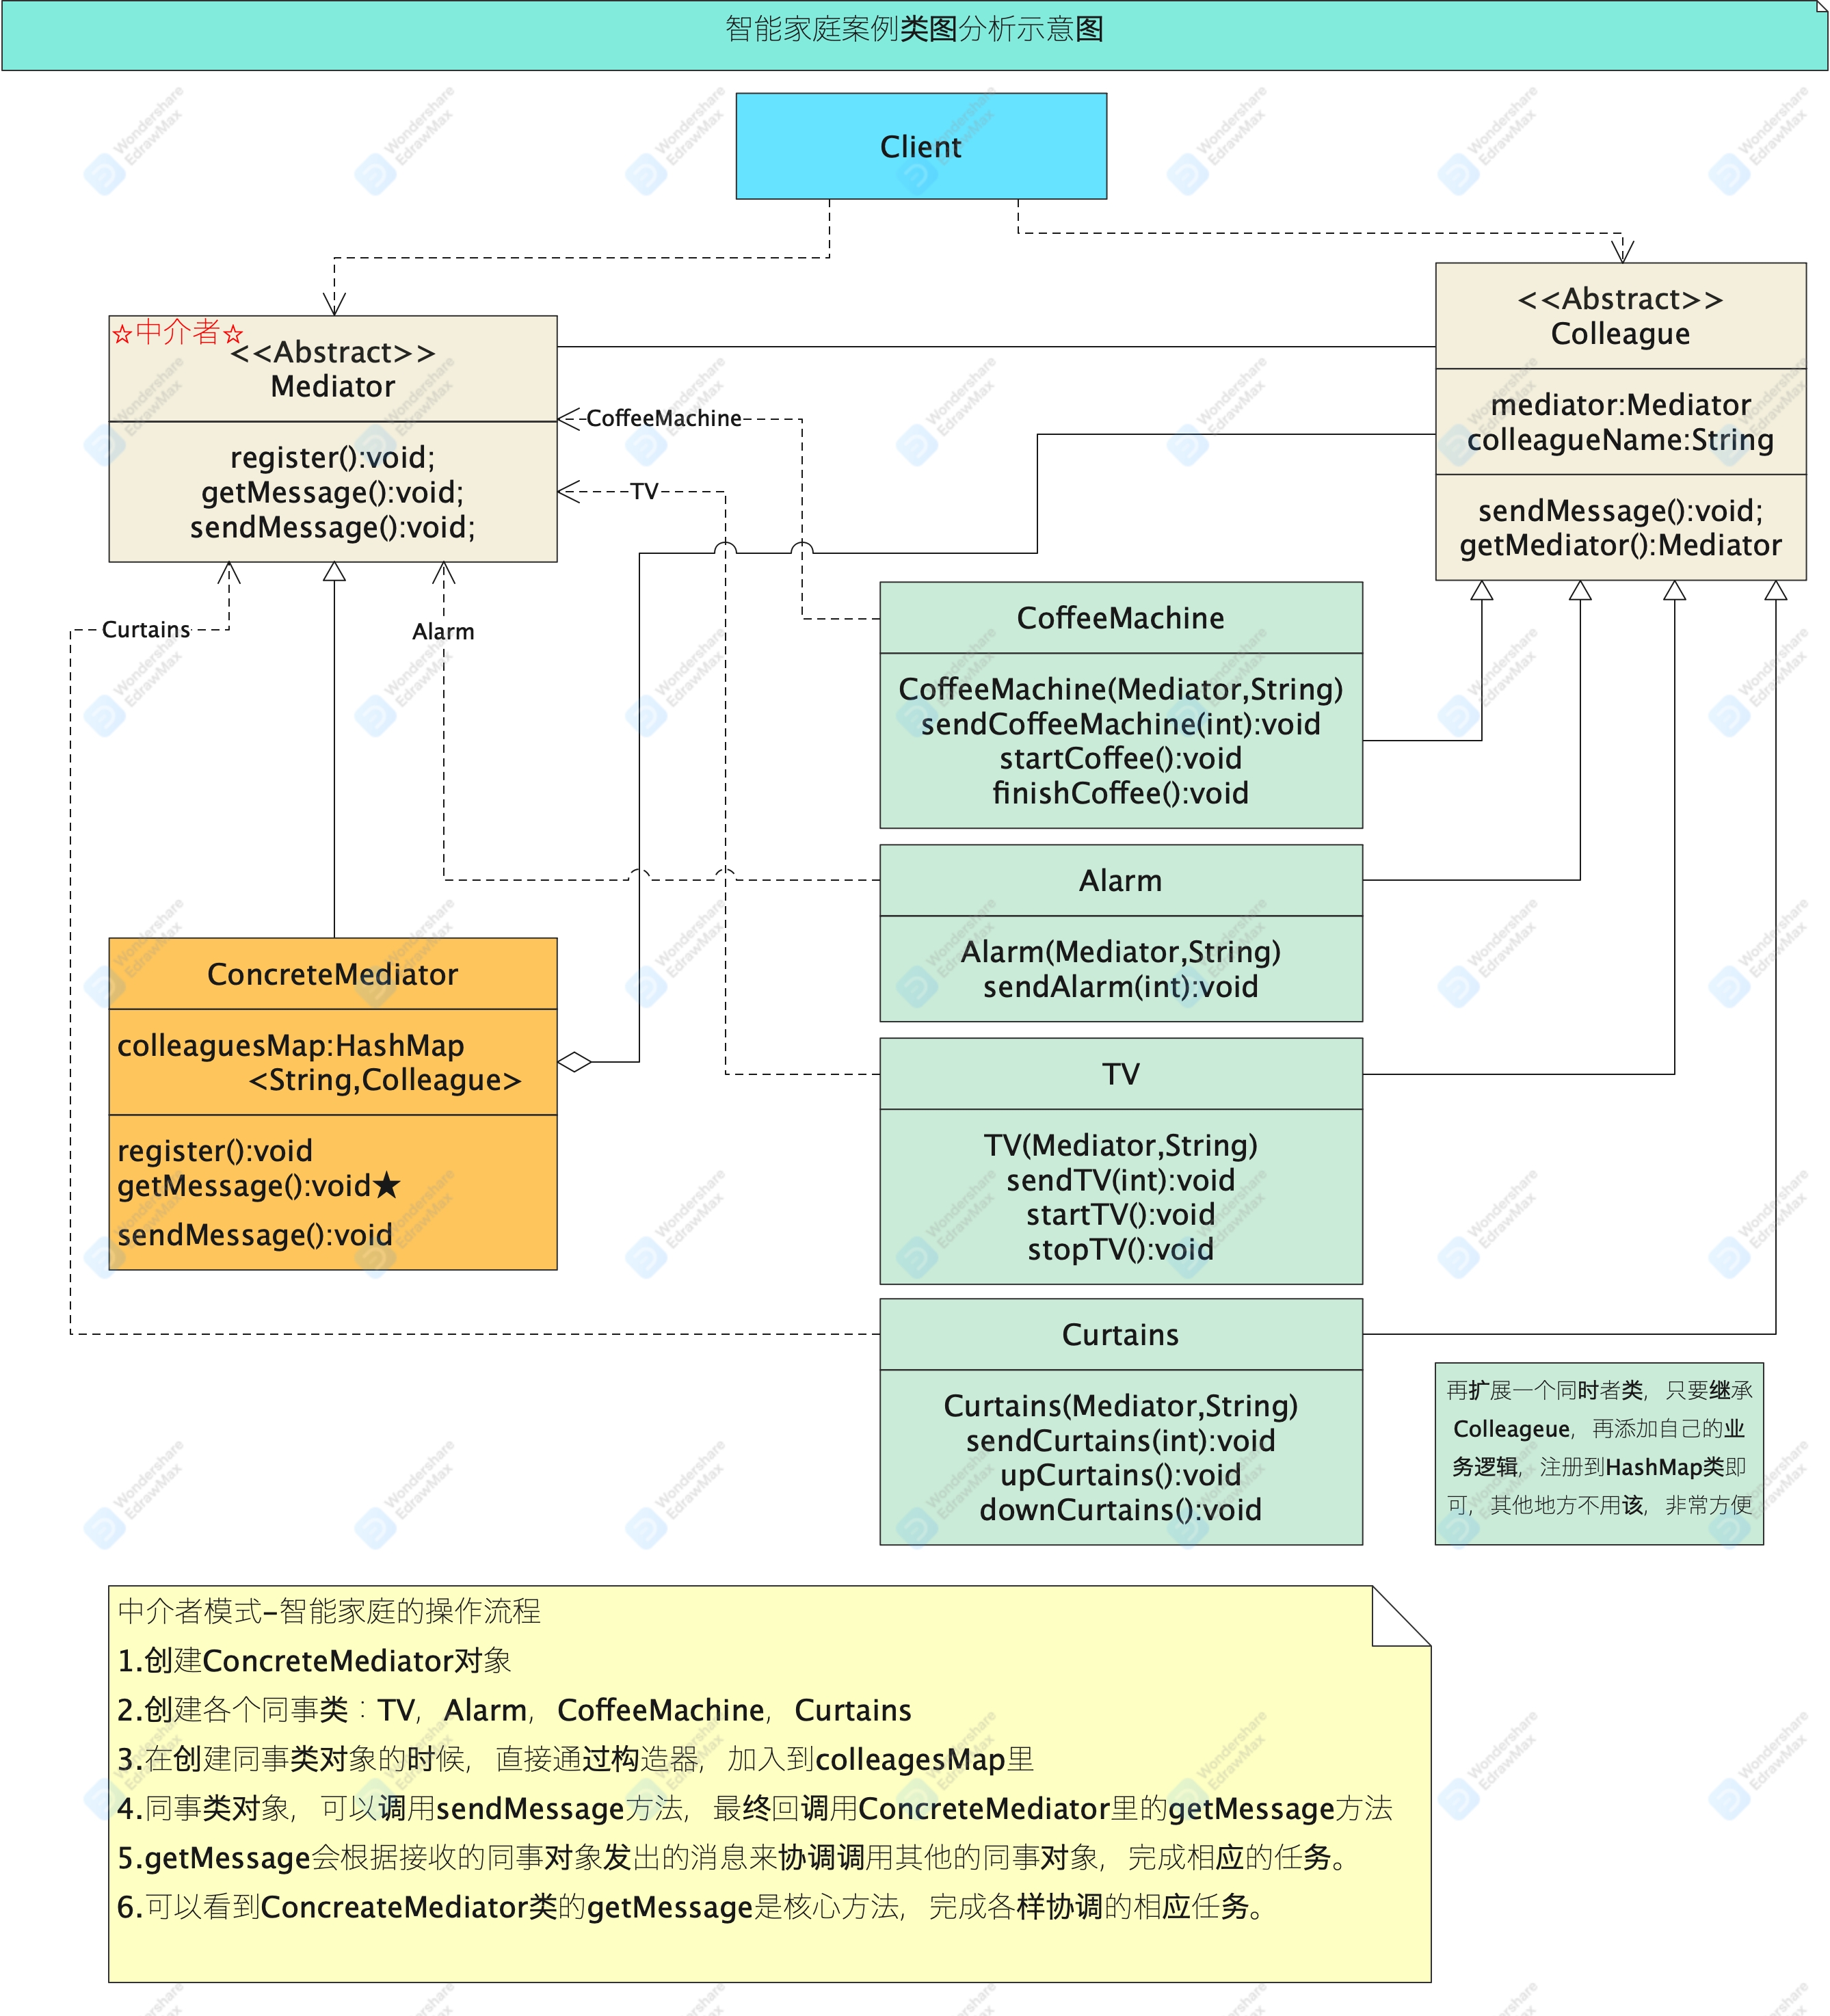 智能家庭案例类图分析示意图
Client
☆中介者☆
<<Abstract>>
Mediator
register():void;
getMessage():void;
sendMessage():void;
<<Abstract>>
Colleague
mediator:Mediator
colleagueName:String
sendMessage():void;
getMediator():Mediator
CoffeeMachine
TV
Curtains
Alarm
CoffeeMachine
CoffeeMachine(Mediator,String)
sendCoffeeMachine(int):void
startCoffee():void
finishCoffee():void
Alarm
Alarm(Mediator,String)
sendAlarm(int):void
ConcreteMediator
colleaguesMap:HashMap
<String,Colleague>
register():void
getMessage():void★
sendMessage():void
TV
TV(Mediator,String)
sendTV(int):void
startTV():void
stopTV():void
Curtains
Curtains(Mediator,String)
sendCurtains(int):void
upCurtains():void
downCurtains():void
再扩展一个同时者类，只要继承
Colleageue，再添加自己的业
务逻辑，注册到HashMap类即
可，其他地方不用该，非常方便
中介者模式-智能家庭的操作流程
1.创建ConcreteMediator对象
2.创建各个同事类：TV，Alarm，CoffeeMachine，Curtains
3.在创建同事类对象的时候，直接通过构造器，加入到colleagesMap里
4.同事类对象，可以调用sendMessage方法，最终回调用ConcreteMediator里的getMessage方法
5.getMessage会根据接收的同事对象发出的消息来协调调用其他的同事对象，完成相应的任务。
6.可以看到ConcreateMediator类的getMessage是核心方法，完成各样协调的相应任务。
Wondershare
EdrawMax